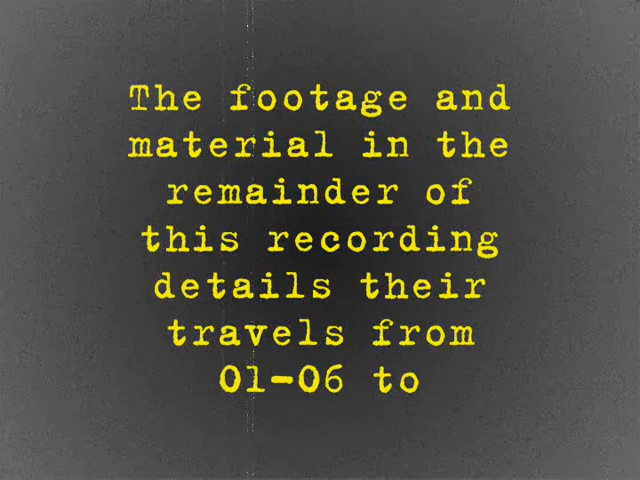 The footage and
material in the
remainder of
this recording
details their
travels from
01-06 to